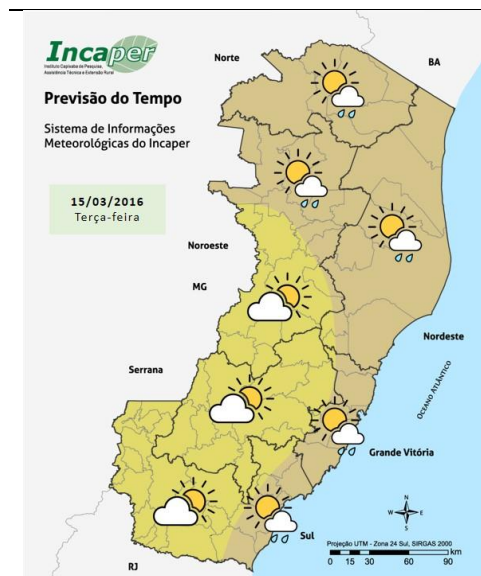 Incaper
Instituto Capixaba de Pesquisa,
Assistência Técnica e Extensão Rural
Previsão do Tempo
Sistema de Informações
Meteorológicas do Incaper
15/03/2016
Terça-feira
Norte
BA
Noroeste
MG
Nordeste
Serrana
OCEANO ATLÂNTICO
Grande Vitória
Sul
RJ
N
W
E
S
Projeção UTM - Zona 24 Sul, SIRGAS 2000
km
0 15 30 60 90